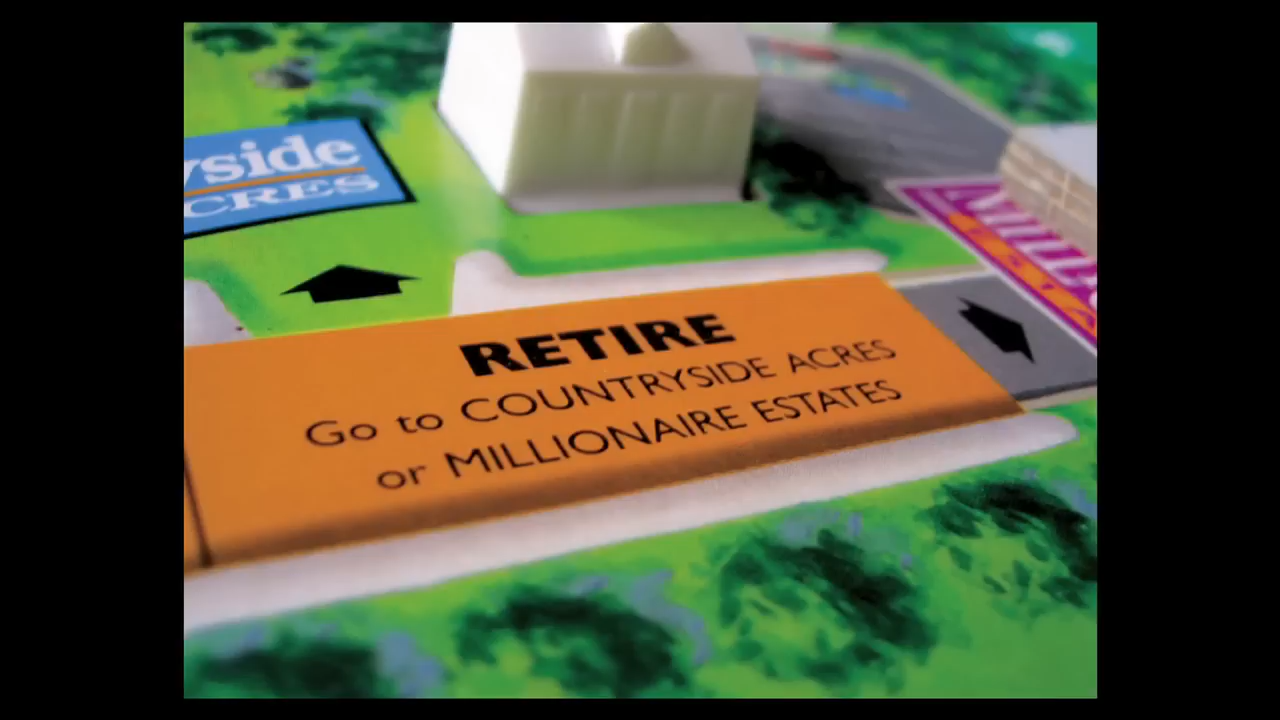 yside
CRES
RETIRE
Go to COUNTRYSIDE ACRES
or MILLIONAIRE ESTATES